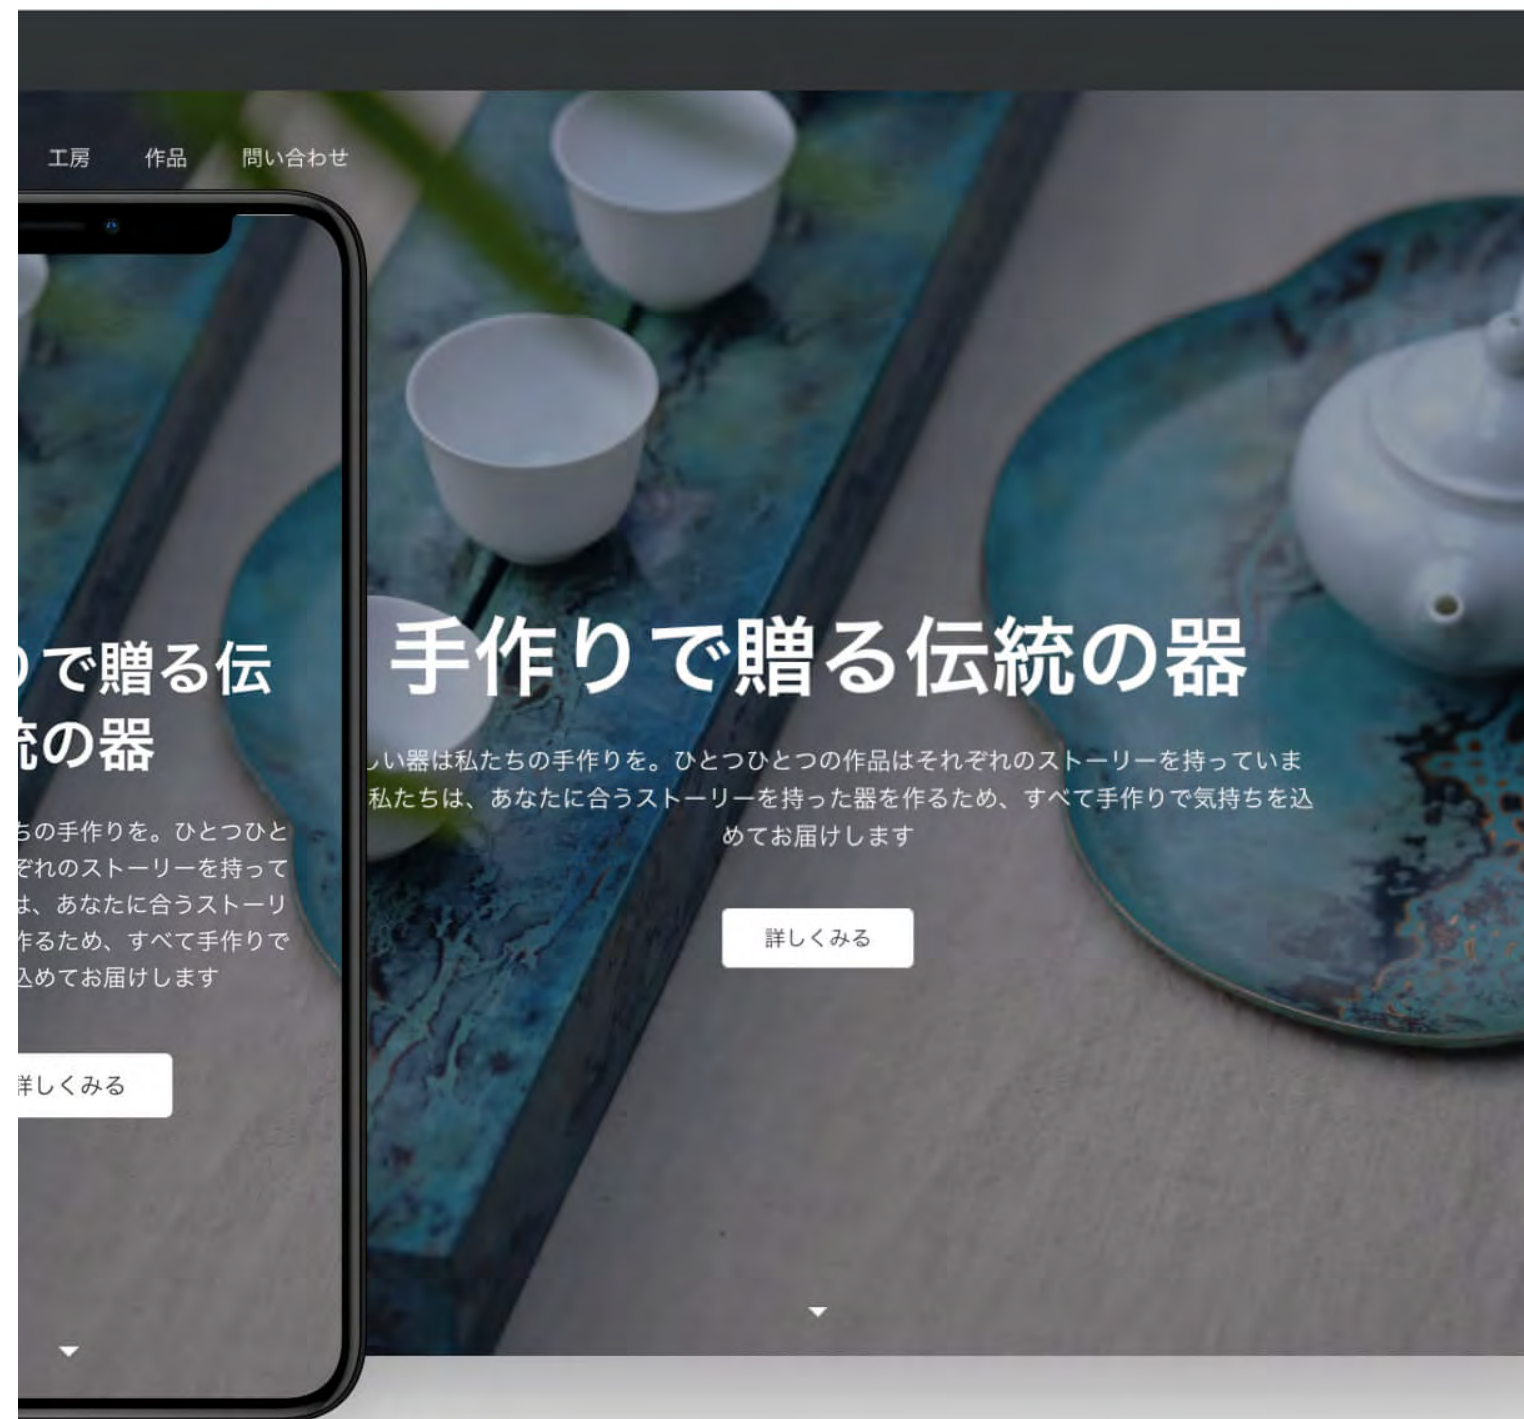 工房 作品 問い合わせ
手作りで贈る伝統の器
い器は私たちの手作りを。ひとつひとつの作品はそれぞれのストーリーを持っていま
私たちは、あなたに合うストーリーを持った器を作るため、すべて手作りで気持ちを込
めてお届けします
詳しくみる
で贈る伝
の器
ちの手作りを。ひとつひと
ぞれのストーリーを持って
は、あなたに合うストーリ
作るため、すべて手作りで
込めてお届けします
詳しくみる